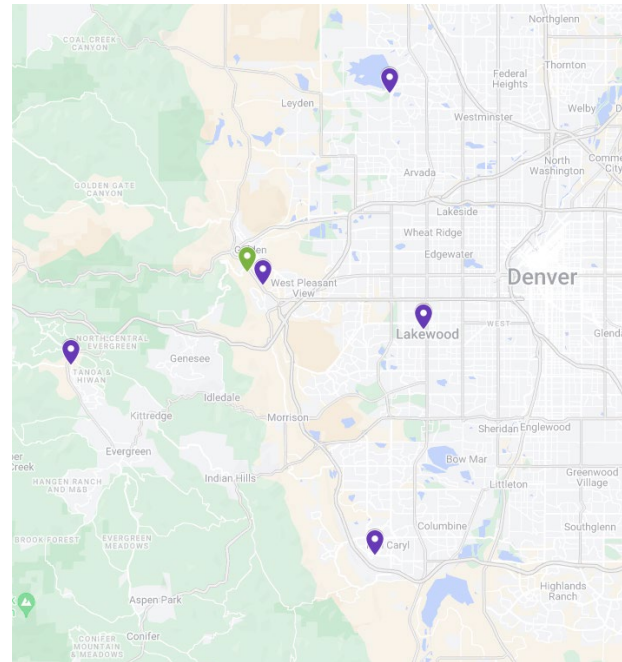 Northglenn
COAL CREEK
CANYON
Thornton
Federal
Heights
Leyden
Welby
Westminster
North
Washington
Comme
City
Arvada
GOLDEN GATE
CANYON
Lakeside
Wheat Ridge
Edgewater
West Pleasant
View
Denver
WEST
Lakewood
Glenda
NORTH CENTRAL
EVERGREEN
Genesee
TANOA &
HIWAN
Idledale
Kittredge
Morrison
Sheridan
Englewood
Evergreen
Bow Mar
Creek
Indian Hills
Greenwood
Village
HANGEN RANCH
AND M&B
Littleton
Columbine
Southglenn
BROOK FOREST
EVERGREEN
MEADOWS
Caryl
Highlands
Ranch
Aspen Park
Conifer
CONIFER
MOUNTAIN
& MEADOWS